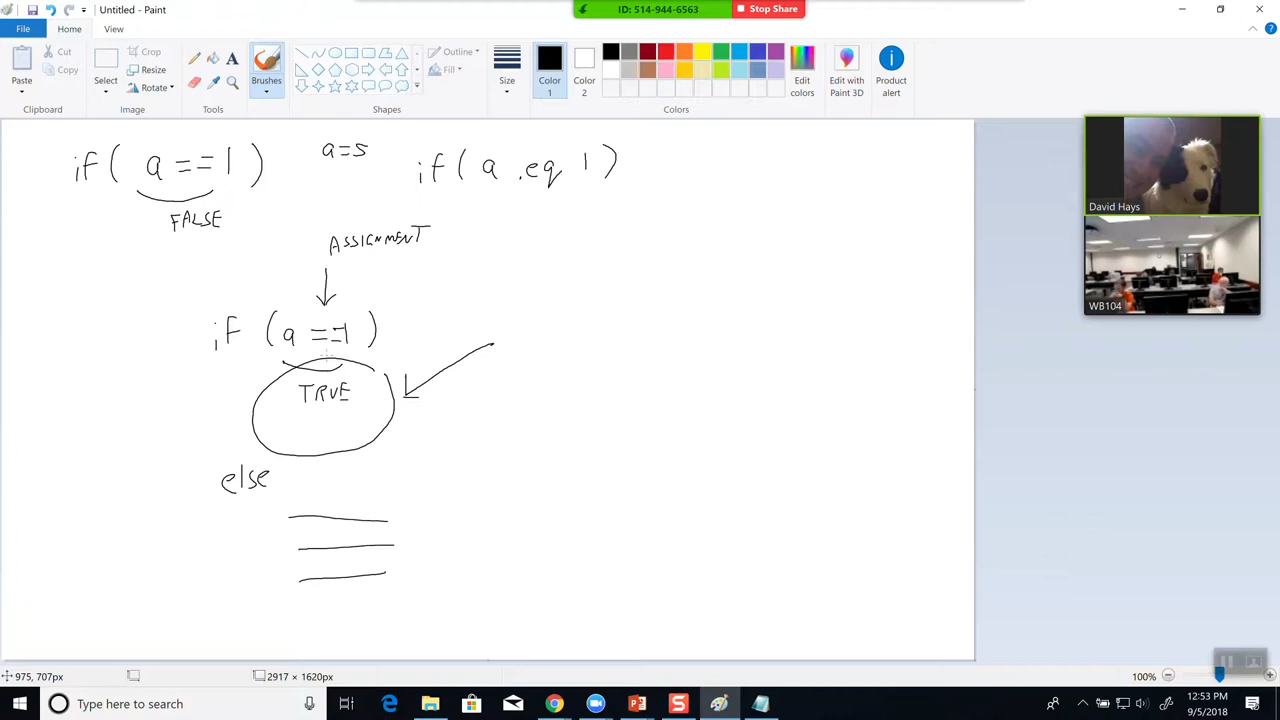 Untitled - Paint
ID: 514-944-6563
Stop Share
File
Home
View
Paste
Cut
Copy
Clipboard
Select
Crop
Resize
Rotate
Image
A
Tools
Brushes
Outline
Fill
Shapes
Size
Color 1
Color 2
Edit colors
Colors
Edit with Paint 3D
Product alert
if( a == 1 )
a=5
if( a .eq 1 )
FALSE
ASSIGNMENT
if (a == 1 )
TRUE
else
David Hays
WB104
975, 707px
2917 × 1620px
100%
Type here to search
12:53 PM
9/5/2018